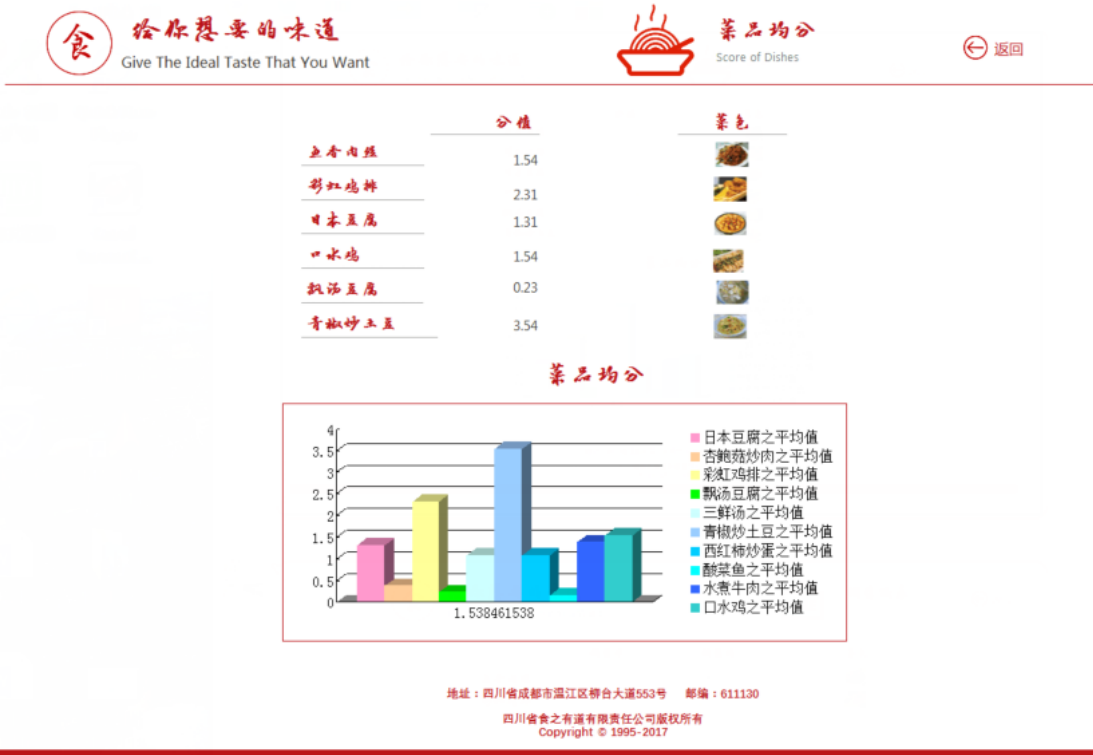 食
给你想要的味道
Give The Ideal Taste That You Want
菜品均分
Score of Dishes
返回
分值 菜色
鱼香肉丝 1.54
彩虹鸡排 2.31
日本豆腐 1.31
口水鸡 1.54
飘汤豆腐 0.23
青椒炒土豆 3.54
菜品均分
4
3.5
3
2.5
2
1.5
1
0.5
0
1.538461538
日本豆腐之平均值
杏鲍菇炒肉之平均值
彩虹鸡排之平均值
飘汤豆腐之平均值
三鲜汤之平均值
青椒炒土豆之平均值
西红柿炒蛋之平均值
酸菜鱼之平均值
水煮牛肉之平均值
口水鸡之平均值
地址：四川省成都市温江区柳台大道553号 邮编：611130
四川省食之有道有限责任公司版权所有
Copyright © 1995-2017